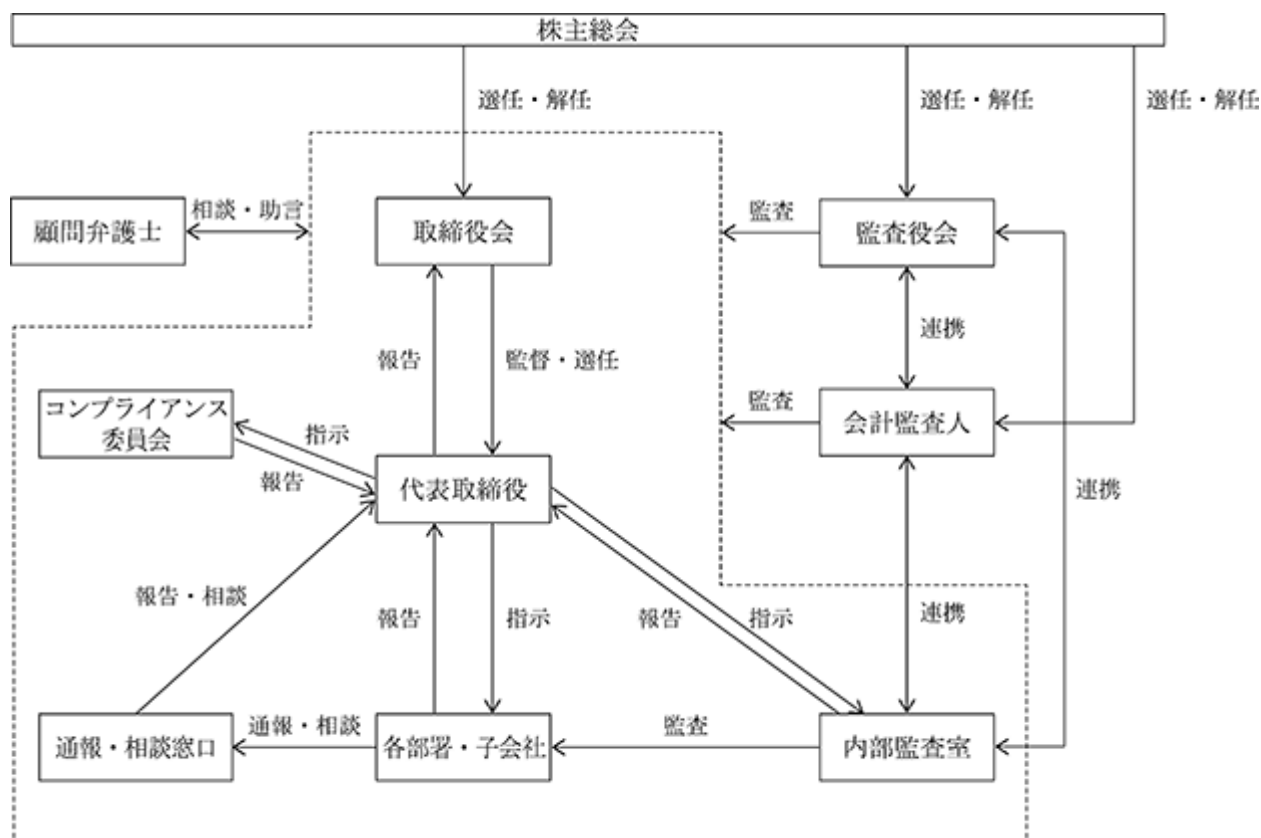 株主総会
選任・解任
選任・解任
選任・解任
顧問弁護士
相談・助言
取締役会
監査
監査役会
報告
監督・選任
連携
コンプライアンス
委員会
指示
報告
監査
会計監査人
代表取締役
連携
報告・相談
報告
指示
報告
指示
連携
通報・相談窓口
通報・相談
各部署・子会社
監査
内部監査室